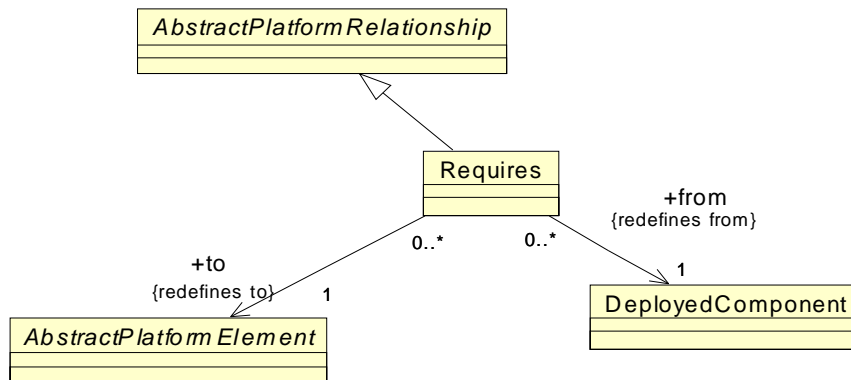 AbstractPlatformRelationship
Requires
+from
{redefines from}
0..*
0..*
+to
{redefines to}
1
1
DeployedComponent
AbstractPlatformElement